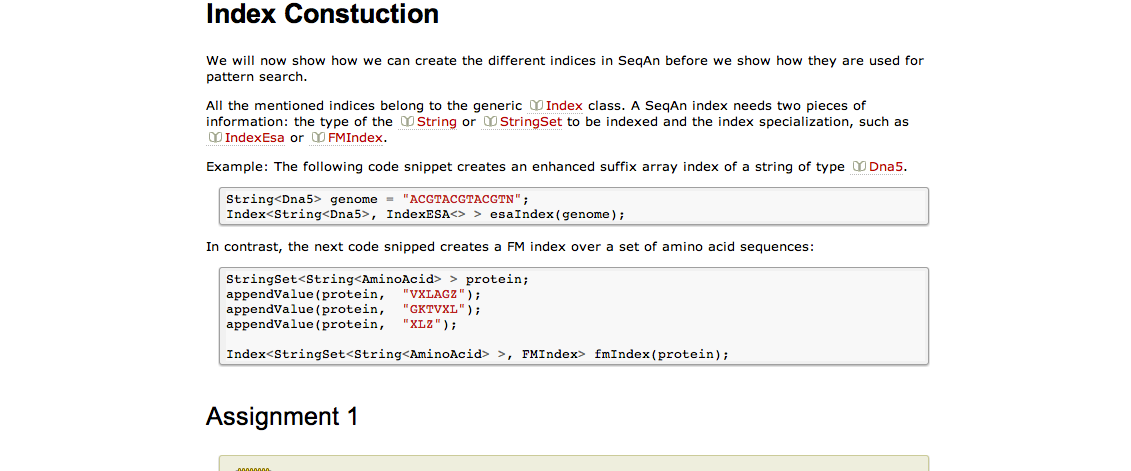 Index Constuction
We will now show how we can create the different indices in SeqAn before we show how they are used for
pattern search.
All the mentioned indices belong to the generic Index class. A SeqAn index needs two pieces of
information: the type of the String or StringSet to be indexed and the index specialization, such as
IndexEsa or FMIndex.
Example: The following code snippet creates an enhanced suffix array index of a string of type Dna5.
String<Dna5> genome = "ACGTACGTACGTN";
Index<String<Dna5>, IndexESA<> > esaIndex(genome);
In contrast, the next code snipped creates a FM index over a set of amino acid sequences:
StringSet<String<AminoAcid> > protein;
appendValue(protein,  "VXLAGZ");
appendValue(protein,  "GKTVXL");
appendValue(protein,  "XLZ");
Index<StringSet<String<AminoAcid> >, FMIndex> fmIndex(protein);
Assignment 1